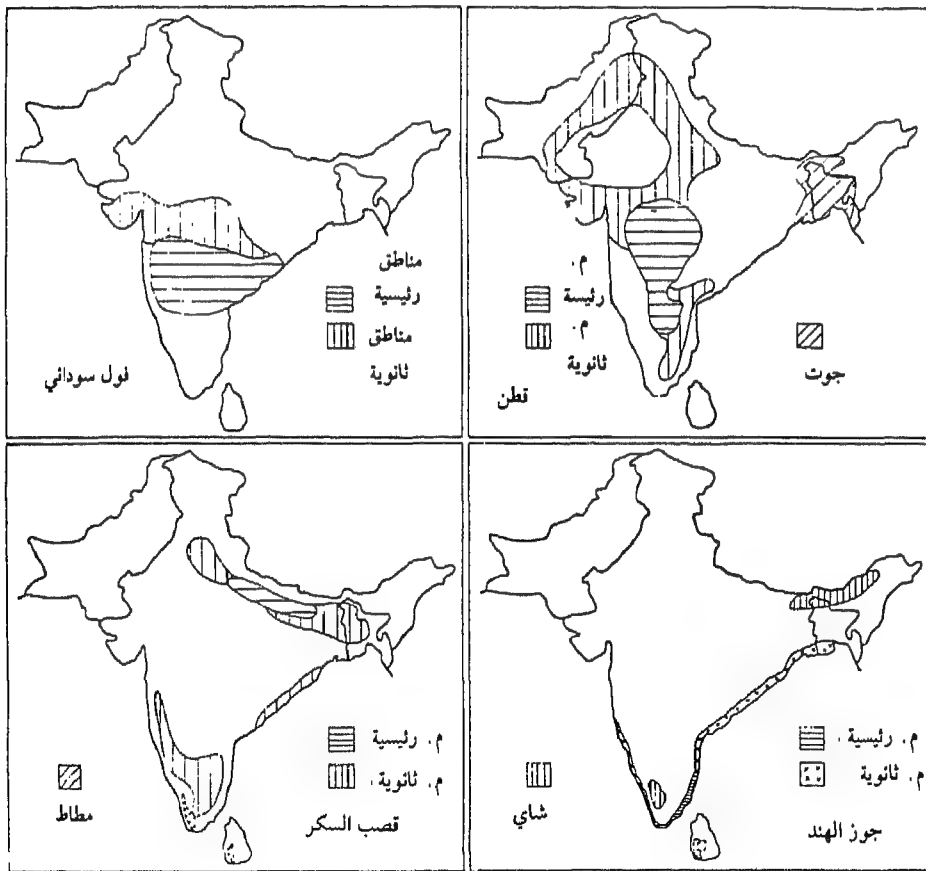 مناطق
رئيسية
مناطق
ثانوية
فول سوداني
م.
رئيسة
م.
ثانوية
قطن
جوت
م. رئيسية
م. ثانوية
قصب السكر
مطاط
م. رئيسية
م. ثانوية
جوز الهند
شاي